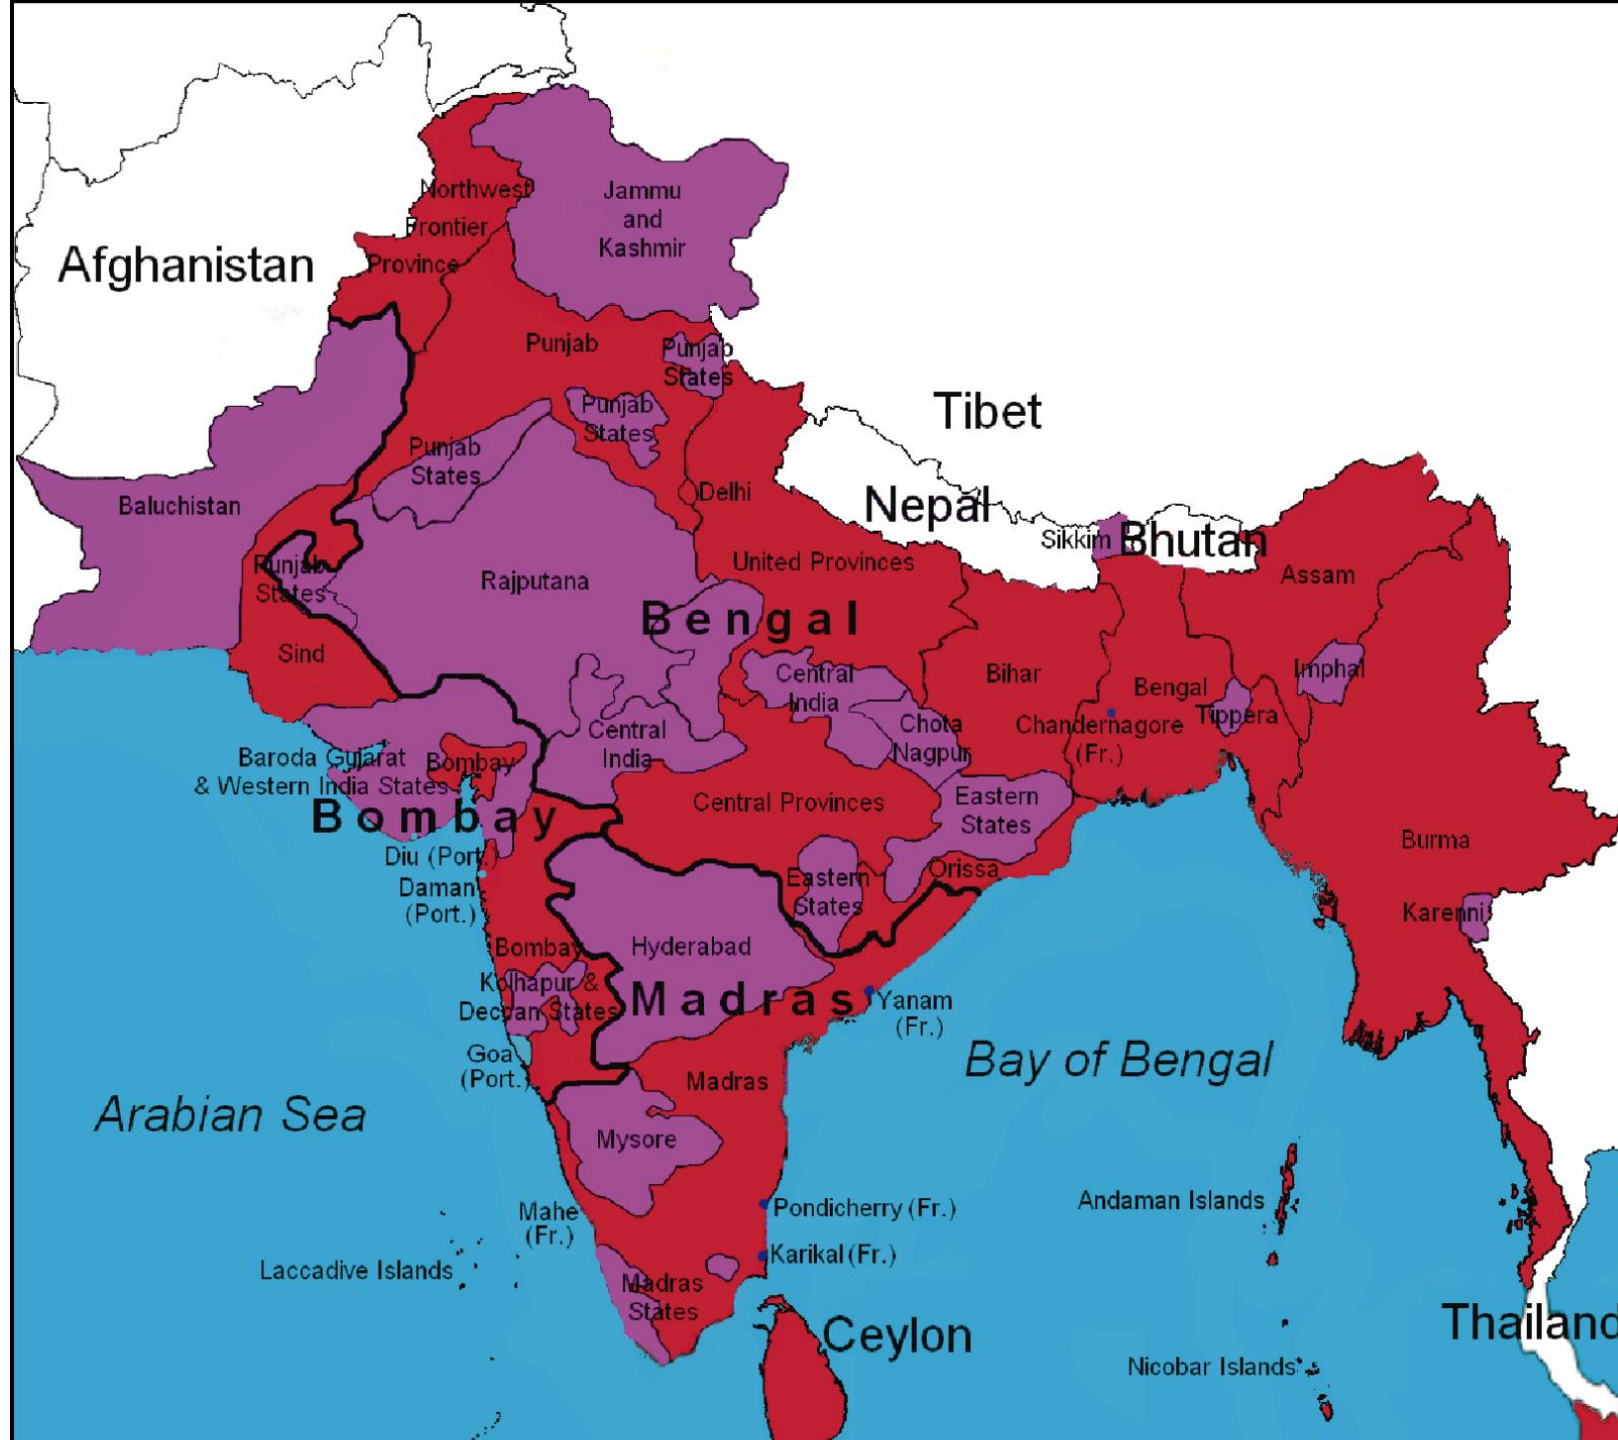 Northwest
Frontier
Province
Jammu
and
Kashmir
Afghanistan
Punjab
Punjab
States
Punjab
States
Punjab
States
Tibet
Baluchistan
Delhi
Nepal
Sikkim
Bhutan
Punjab
States
Rajputana
United Provinces
Assam
Bengal
Sind
Bihar
Imphal
Central
India
Bengal
Tippera
Chandernagore
(Fr.)
Chota
Nagpur
Central
India
Baroda Gujarat
& Western India States
Bombay
Bombay
Central Provinces
Eastern
States
Burma
Diu (Port.)
Daman
(Port.)
Eastern
States
Orissa
Karenni
Bombay
Hyderabad
Kolhapur &
Deccan States
Madras
Yanam
(Fr.)
Goa
(Port.)
Bay of Bengal
Madras
Arabian Sea
Mysore
Mahe
(Fr.)
Pondicherry (Fr.)
Andaman Islands
Karikal (Fr.)
Laccadive Islands
Madras
States
Ceylon
Thailand
Nicobar Islands